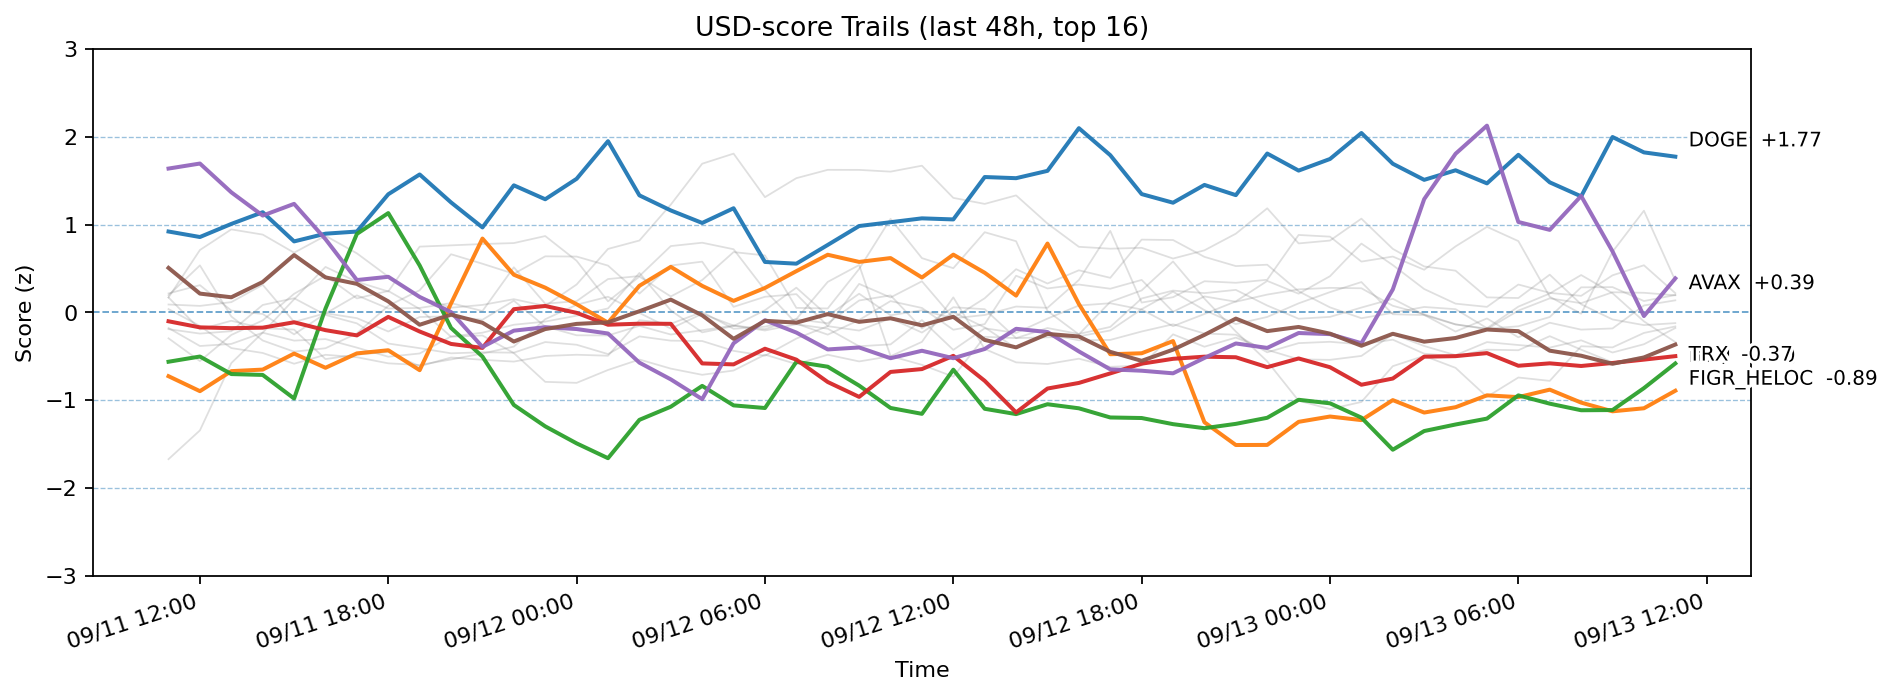 USD-score Trails (last 48h, top 16)
3
2
1
0
−1
−2
−3
Score (z)
DOGE +1.77
AVAX +0.39
TRX -0.37
FIGR_HELOC -0.89
09/11 12:00
09/11 18:00
09/12 00:00
09/12 06:00
09/12 12:00
09/12 18:00
09/13 00:00
09/13 06:00
09/13 12:00
Time